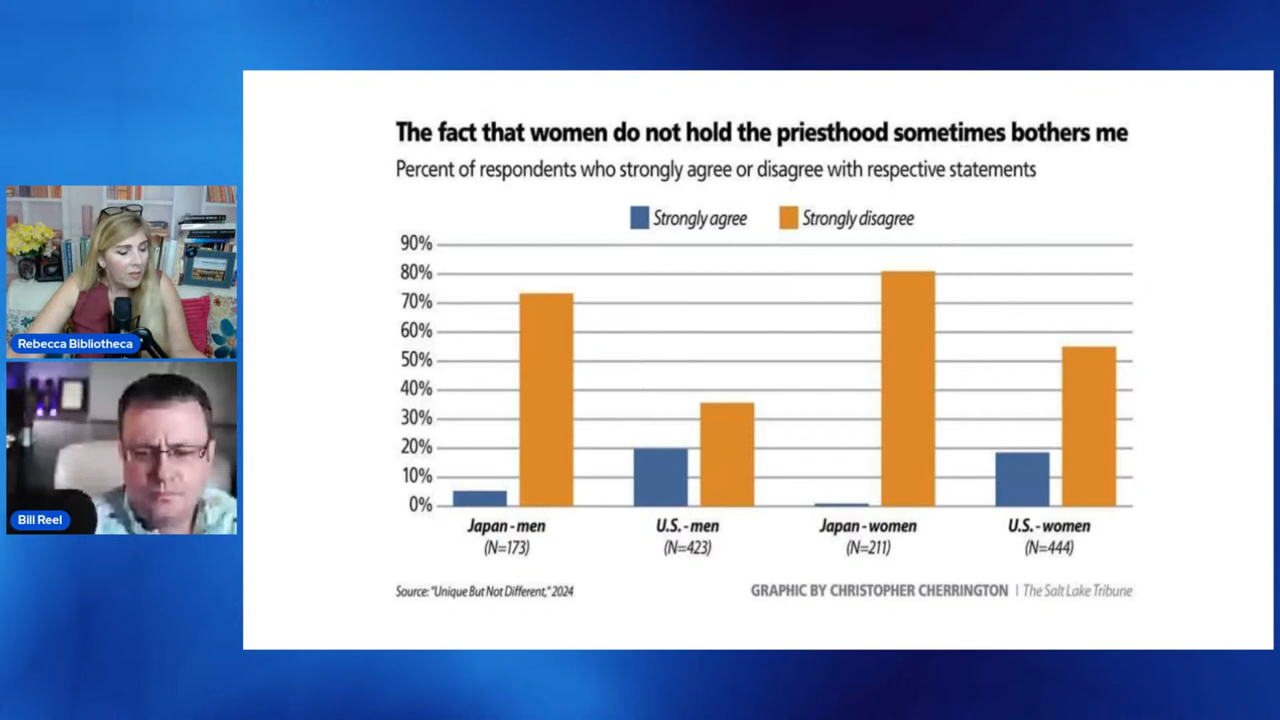 The fact that women do not hold the priesthood sometimes bothers me
Percent of respondents who strongly agree or disagree with respective statements
Strongly agree Strongly disagree
90%
80%
70%
60%
50%
40%
30%
20%
10%
0%
Japan - men U.S. - men Japan - women U.S. - women
(N=173) (N=423) (N=211) (N=444)
Source: "Unique But Not Different," 2024 GRAPHIC BY CHRISTOPHER CHERRINGTON | The Salt Lake Tribune
Rebecca Bibliotheca
Bill Reel